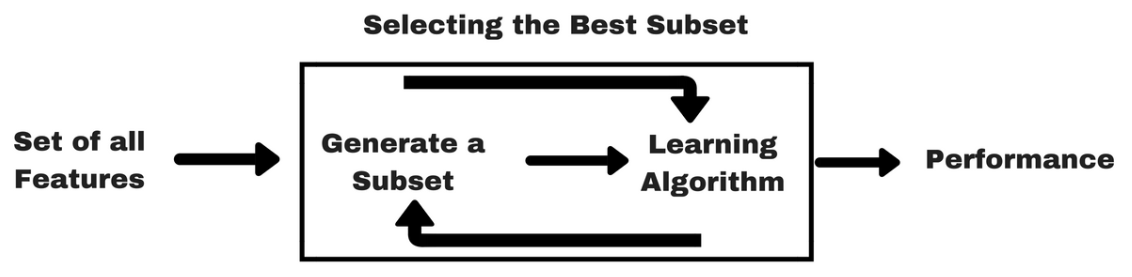 Selecting the Best Subset
Set of all
Features
Generate a
Subset
Learning
Algorithm
Performance